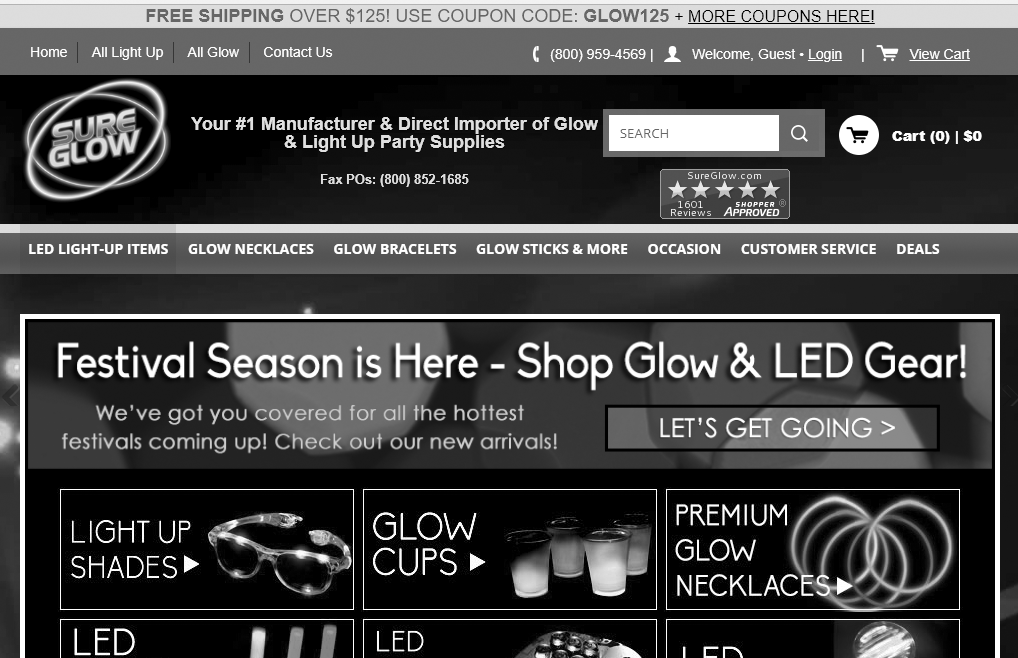 FREE SHIPPING OVER $125! USE COUPON CODE: GLOW125 + MORE COUPONS HERE!
Home All Light Up All Glow Contact Us
(800) 959-4569 | Welcome, Guest • Login | View Cart
SURE
GLOW
Your #1 Manufacturer & Direct Importer of Glow
& Light Up Party Supplies
Fax POs: (800) 852-1685
SEARCH
Cart (0) | $0
SureGlow.com
1601
Reviews
SHOPPER
APPROVED®
LED LIGHT-UP ITEMS GLOW NECKLACES GLOW BRACELETS GLOW STICKS & MORE OCCASION CUSTOMER SERVICE DEALS
Festival Season is Here - Shop Glow & LED Gear!
We've got you covered for all the hottest
festivals coming up! Check out our new arrivals!
LET'S GET GOING >
LIGHT UP
SHADES
GLOW
CUPS
PREMIUM
GLOW
NECKLACES
LED
LED
LED